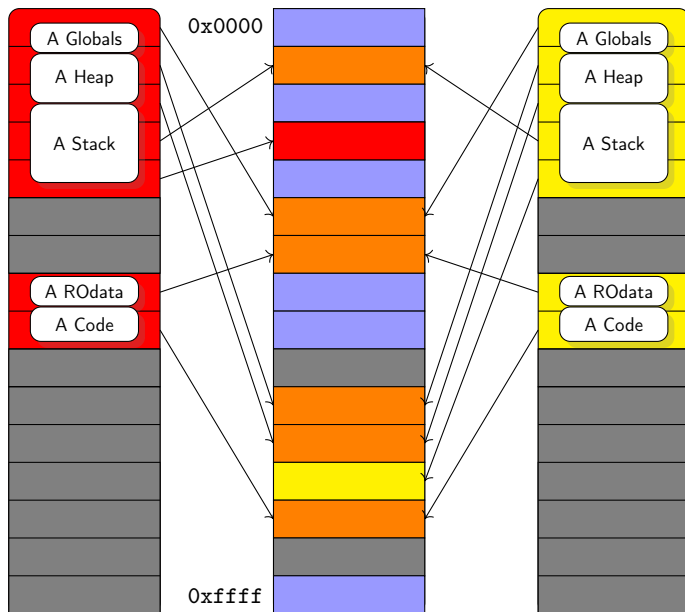 A Globals
A Heap
A Stack
A ROdata
A Code
0x0000
0xffff
A Globals
A Heap
A Stack
A ROdata
A Code